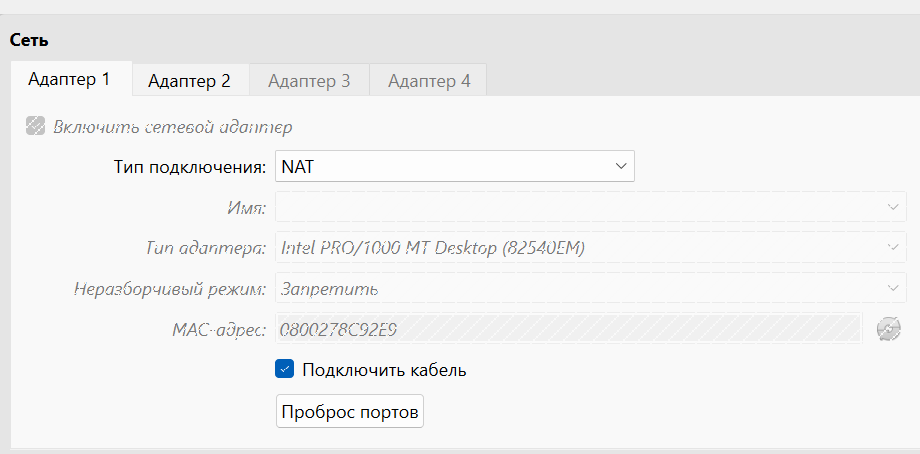 Сеть
Адаптер 1 Адаптер 2 Адаптер 3 Адаптер 4
Включить сетевой адаптер
Тип подключения: NAT
Имя:
Тип адаптера: Intel PRO/1000 MT Desktop (82540EM)
Неразборчивый режим: Запретить
MAC-адрес: 0800278C92E9
Подключить кабель
Проброс портов